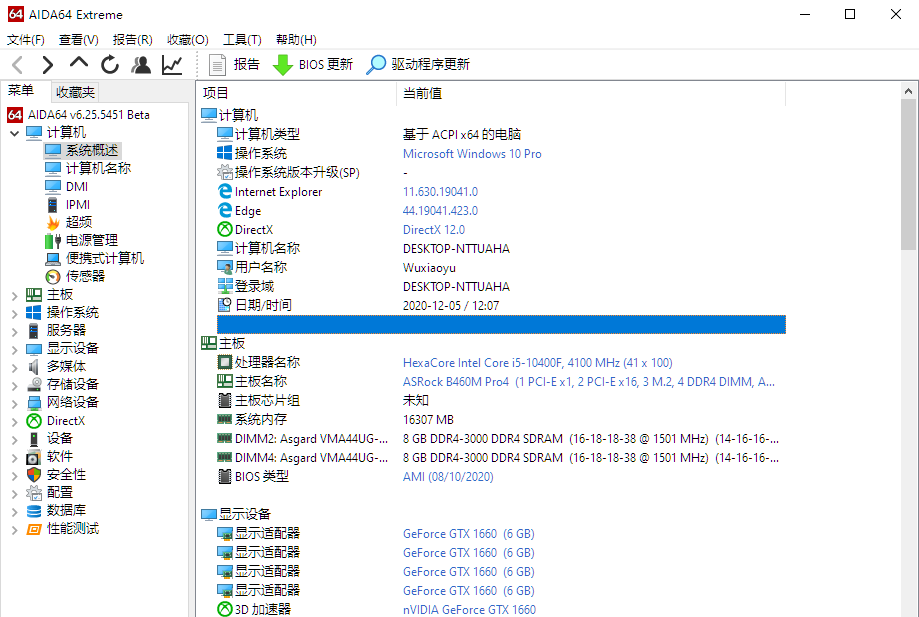 AIDA64 Extreme
文件(F) 查看(V) 报告(R) 收藏(O) 工具(T) 帮助(H)
报告 BIOS 更新 驱动程序更新
菜单 收藏夹
64 AIDA64 v6.25.5451 Beta
计算机
系统概述
计算机名称
DMI
IPMI
超频
电源管理
便携式计算机
传感器
主板
操作系统
服务器
显示设备
多媒体
存储设备
网络设备
DirectX
设备
软件
安全性
配置
数据库
性能测试
项目 当前值
计算机
计算机类型 基于 ACPI x64 的电脑
操作系统 Microsoft Windows 10 Pro
操作系统版本升级(SP) -
Internet Explorer 11.630.19041.0
Edge 44.19041.423.0
DirectX DirectX 12.0
计算机名称 DESKTOP-NTTUAHA
用户名称 Wuxiaoyu
登录域 DESKTOP-NTTUAHA
日期/时间 2020-12-05 / 12:07
主板
处理器名称 HexaCore Intel Core i5-10400F, 4100 MHz (41 x 100)
主板名称 ASRock B460M Pro4 (1 PCI-E x1, 2 PCI-E x16, 3 M.2, 4 DDR4 DIMM, A...
主板芯片组 未知
系统内存 16307 MB
DIMM2: Asgard VMA44UG-... 8 GB DDR4-3000 DDR4 SDRAM (16-18-18-38 @ 1501 MHz) (14-16-16-...
DIMM4: Asgard VMA44UG-... 8 GB DDR4-3000 DDR4 SDRAM (16-18-18-38 @ 1501 MHz) (14-16-16-...
BIOS 类型 AMI (08/10/2020)
显示设备
显示适配器 GeForce GTX 1660 (6 GB)
显示适配器 GeForce GTX 1660 (6 GB)
显示适配器 GeForce GTX 1660 (6 GB)
显示适配器 GeForce GTX 1660 (6 GB)
3D 加速器 nVIDIA GeForce GTX 1660